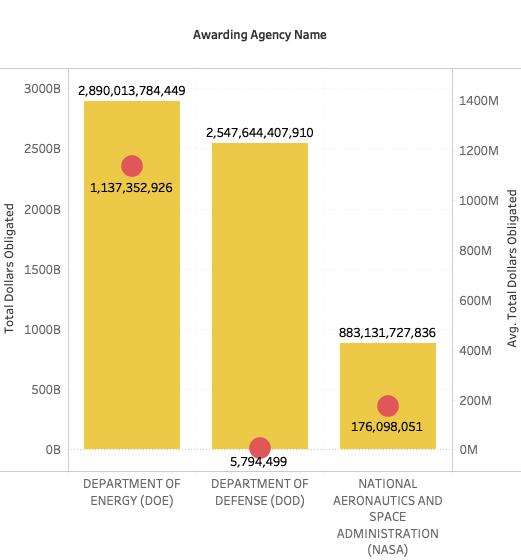 Awarding Agency Name
3000B
2500B
2000B
1500B
1000B
500B
0B
Total Dollars Obligated
2,890,013,784,449
1,137,352,926
2,547,644,407,910
5,794,499
883,131,727,836
176,098,051
1400M
1200M
1000M
800M
600M
400M
200M
0M
Avg. Total Dollars Obligated
DEPARTMENT OF
ENERGY (DOE)
DEPARTMENT OF
DEFENSE (DOD)
NATIONAL
AERONAUTICS AND
SPACE
ADMINISTRATION
(NASA)